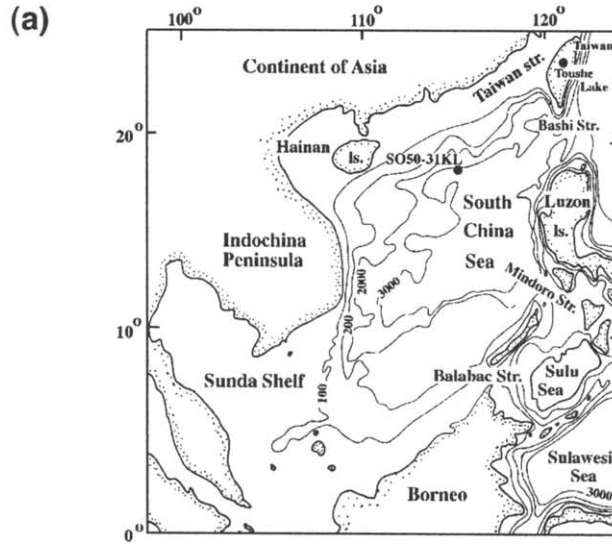 (a)
100° 110° 120°
Continent of Asia
Taiwan str.
Taiwan
Toushe
Lake
20°
Bashi Str.
Hainan
Is.
SO50-31KL
South
China
Sea
Luzon
Is.
Indochina
Peninsula
2000
3000
200
Mindoro Str.
10°
Sunda Shelf
100
Balabac Str.
Sulu
Sea
Borneo
Sulawesi
Sea
3000
0°